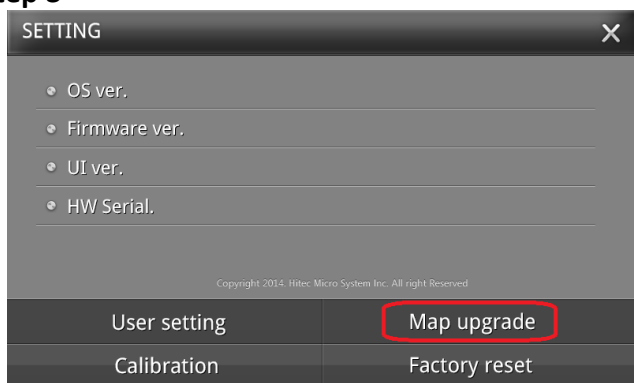 SETTING
OS ver.
Firmware ver.
UI ver.
HW Serial.
Copyright 2014. Hitec Micro System Inc. All right Reserved
User setting
Map upgrade
Calibration
Factory reset